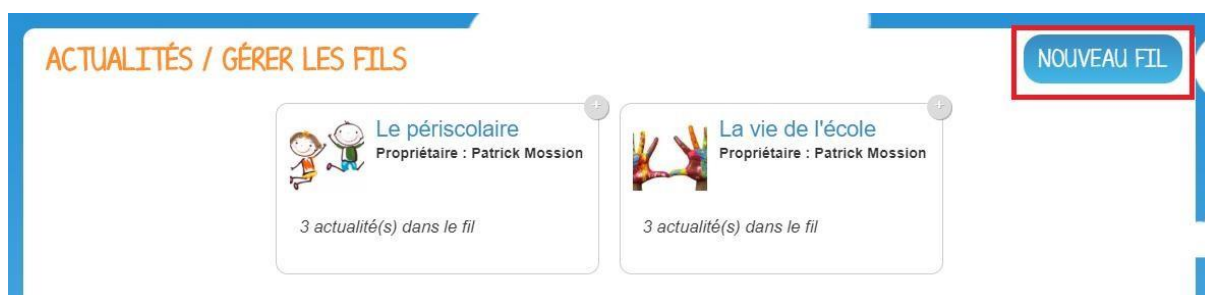 ACTUALITÉS / GÉRER LES FILS
NOUVEAU FIL
Le périscolaire
Propriétaire : Patrick Mossion
3 actualité(s) dans le fil
La vie de l'école
Propriétaire : Patrick Mossion
3 actualité(s) dans le fil